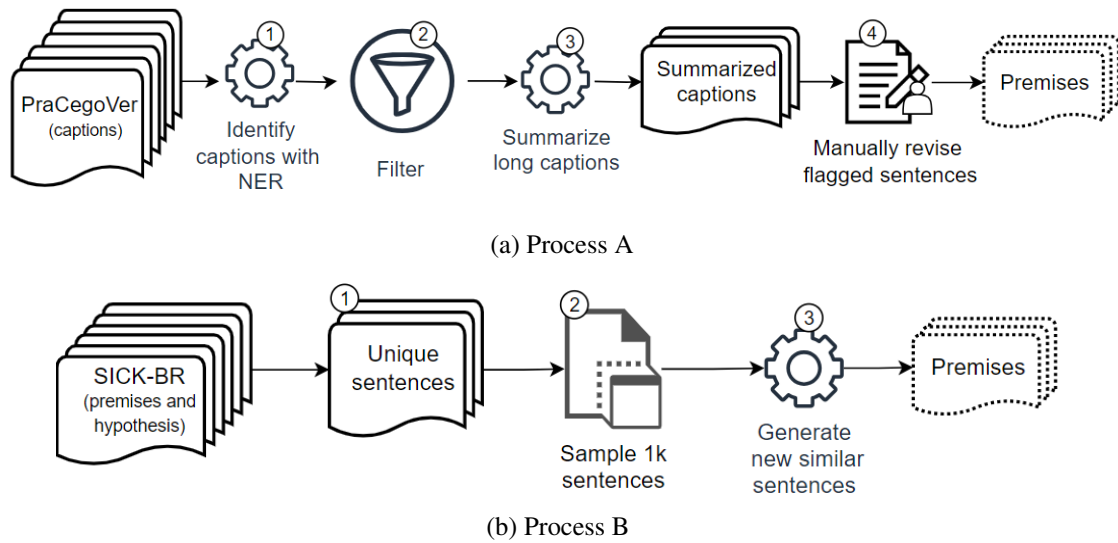 PraCegoVer
(captions)
1
Identify
captions with
NER
2
Filter
3
Summarize
long captions
Summarized
captions
4
Manually revise
flagged sentences
Premises
(a) Process A
SICK-BR
(premises and
hypothesis)
1
Unique
sentences
2
Sample 1k
sentences
3
Generate
new similar
sentences
Premises
(b) Process B